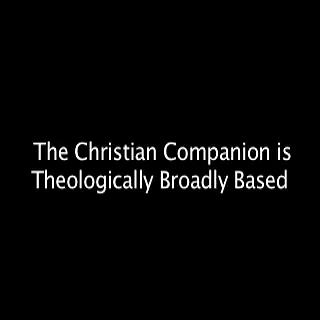 The Christian Companion is
Theologically Broadly Based